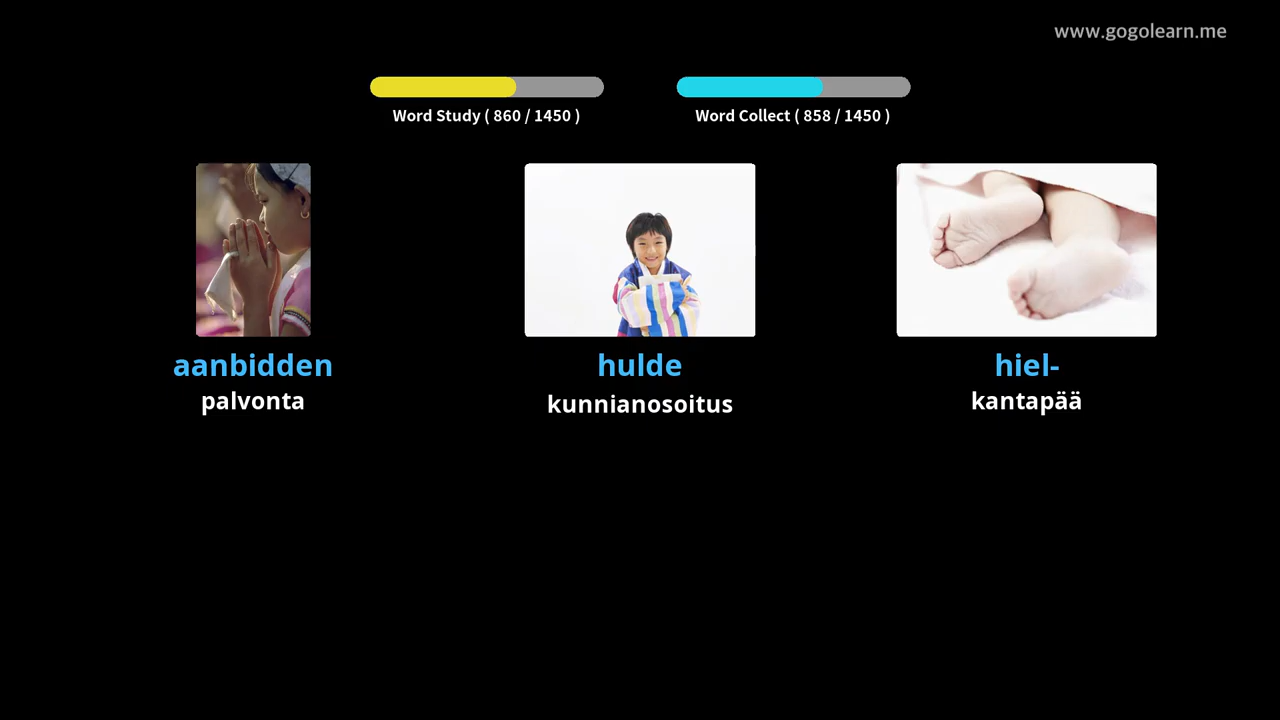 www.gogolearn.me
Word Study ( 860 / 1450 )
Word Collect ( 858 / 1450 )
aanbidden
palvonta
hulde
kunnianosoitus
hiel-
kantapää